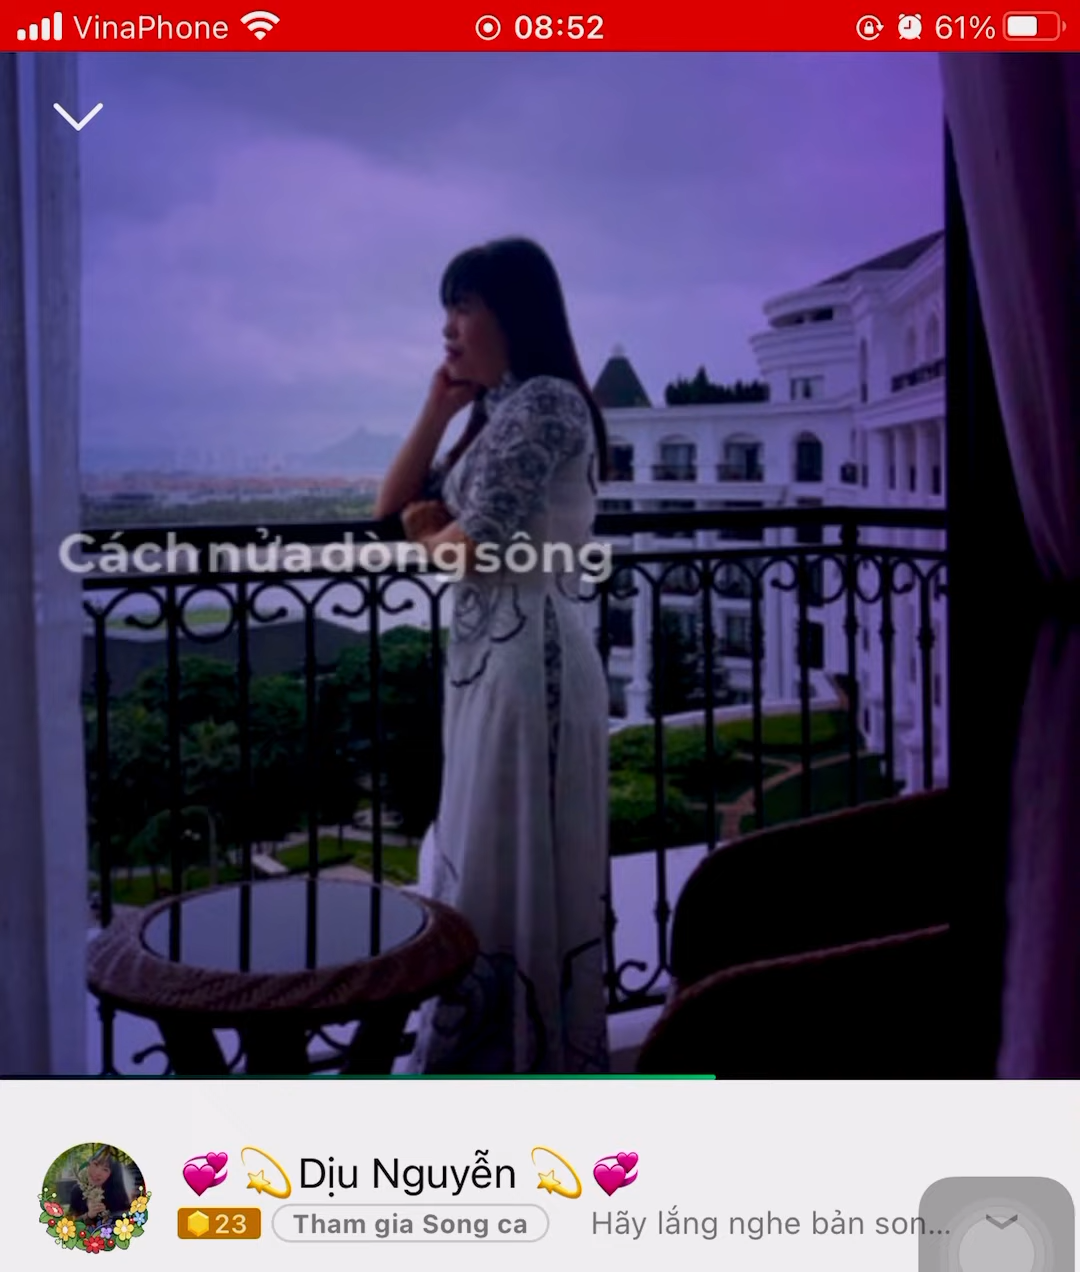 VinaPhone 08:52 61%
Cách nửa dòng sông
💞 💫 Dịu Nguyễn 💫 💞
23 Tham gia Song ca Hãy lắng nghe bản son...